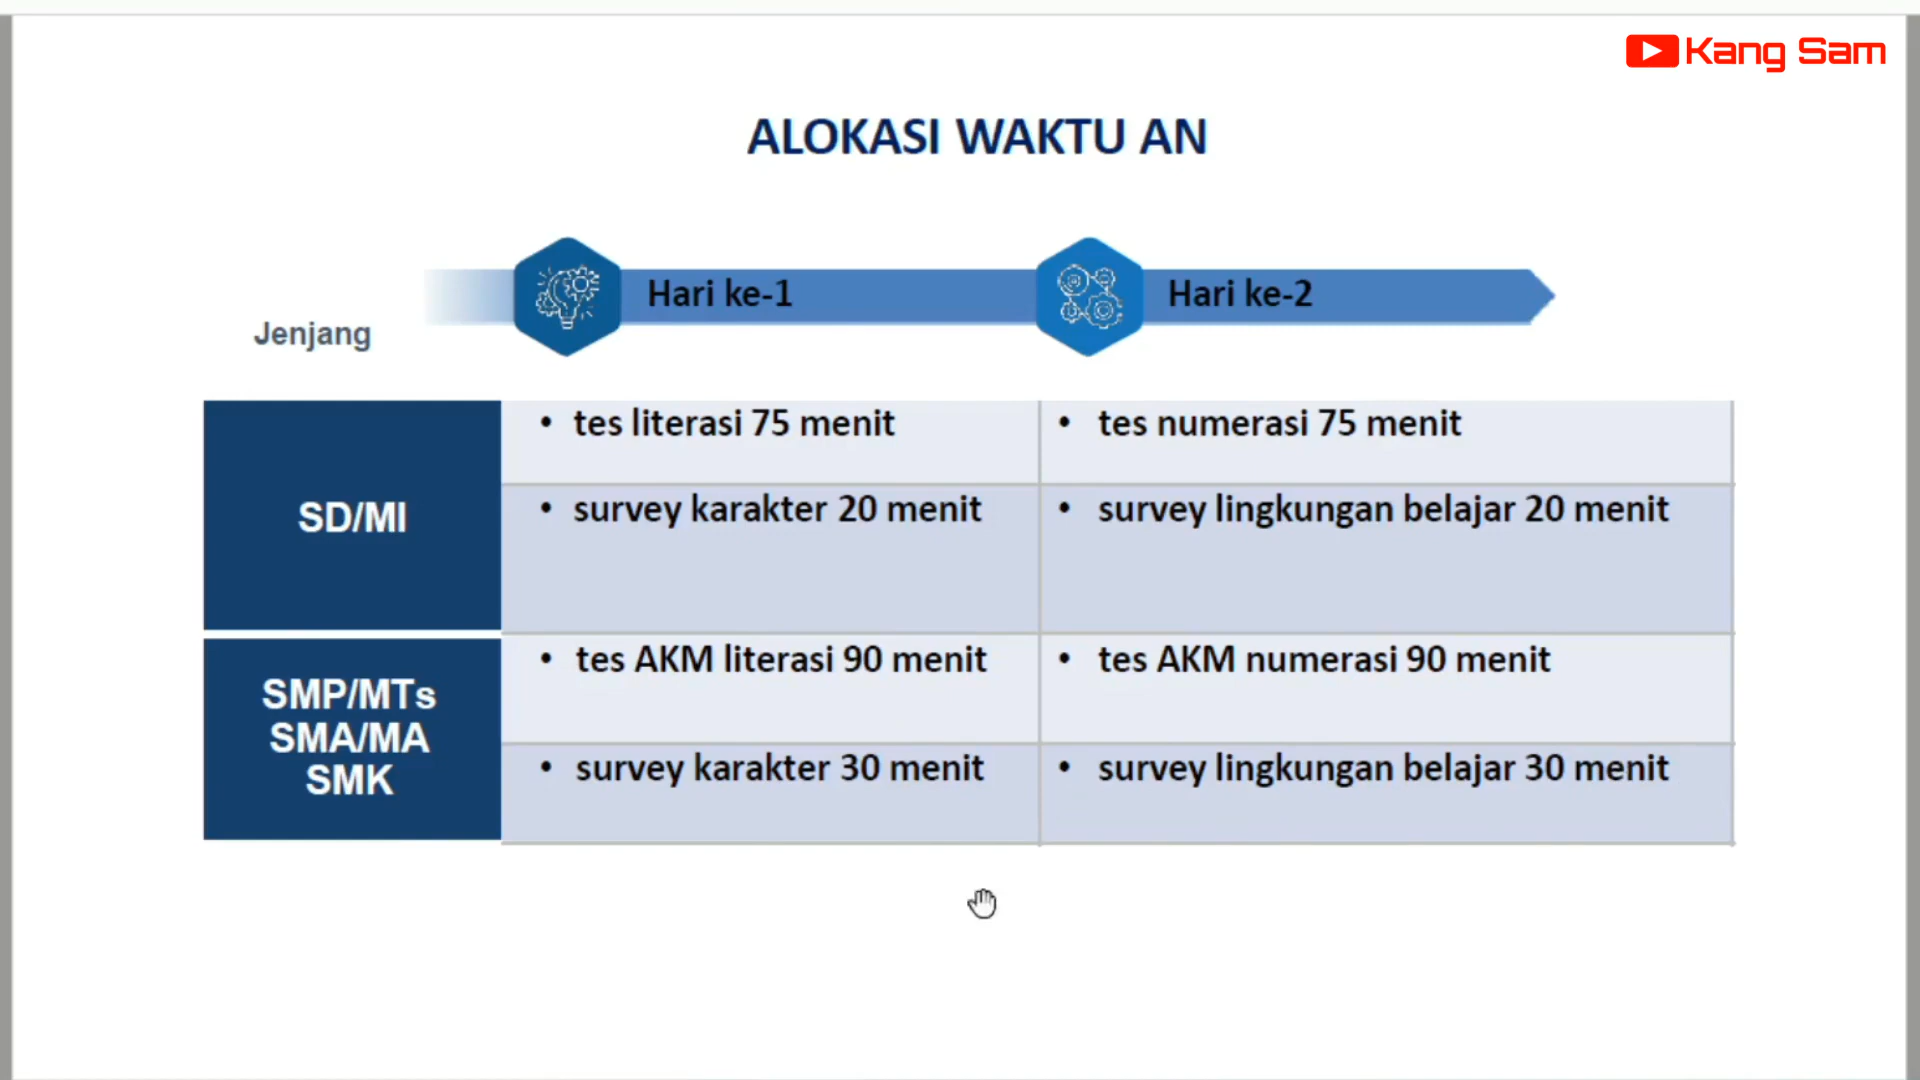 Kang Sam
ALOKASI WAKTU AN
Hari ke-1
Hari ke-2
Jenjang
SD/MI
• tes literasi 75 menit
• tes numerasi 75 menit
• survey karakter 20 menit
• survey lingkungan belajar 20 menit
SMP/MTs
SMA/MA
SMK
• tes AKM literasi 90 menit
• tes AKM numerasi 90 menit
• survey karakter 30 menit
• survey lingkungan belajar 30 menit